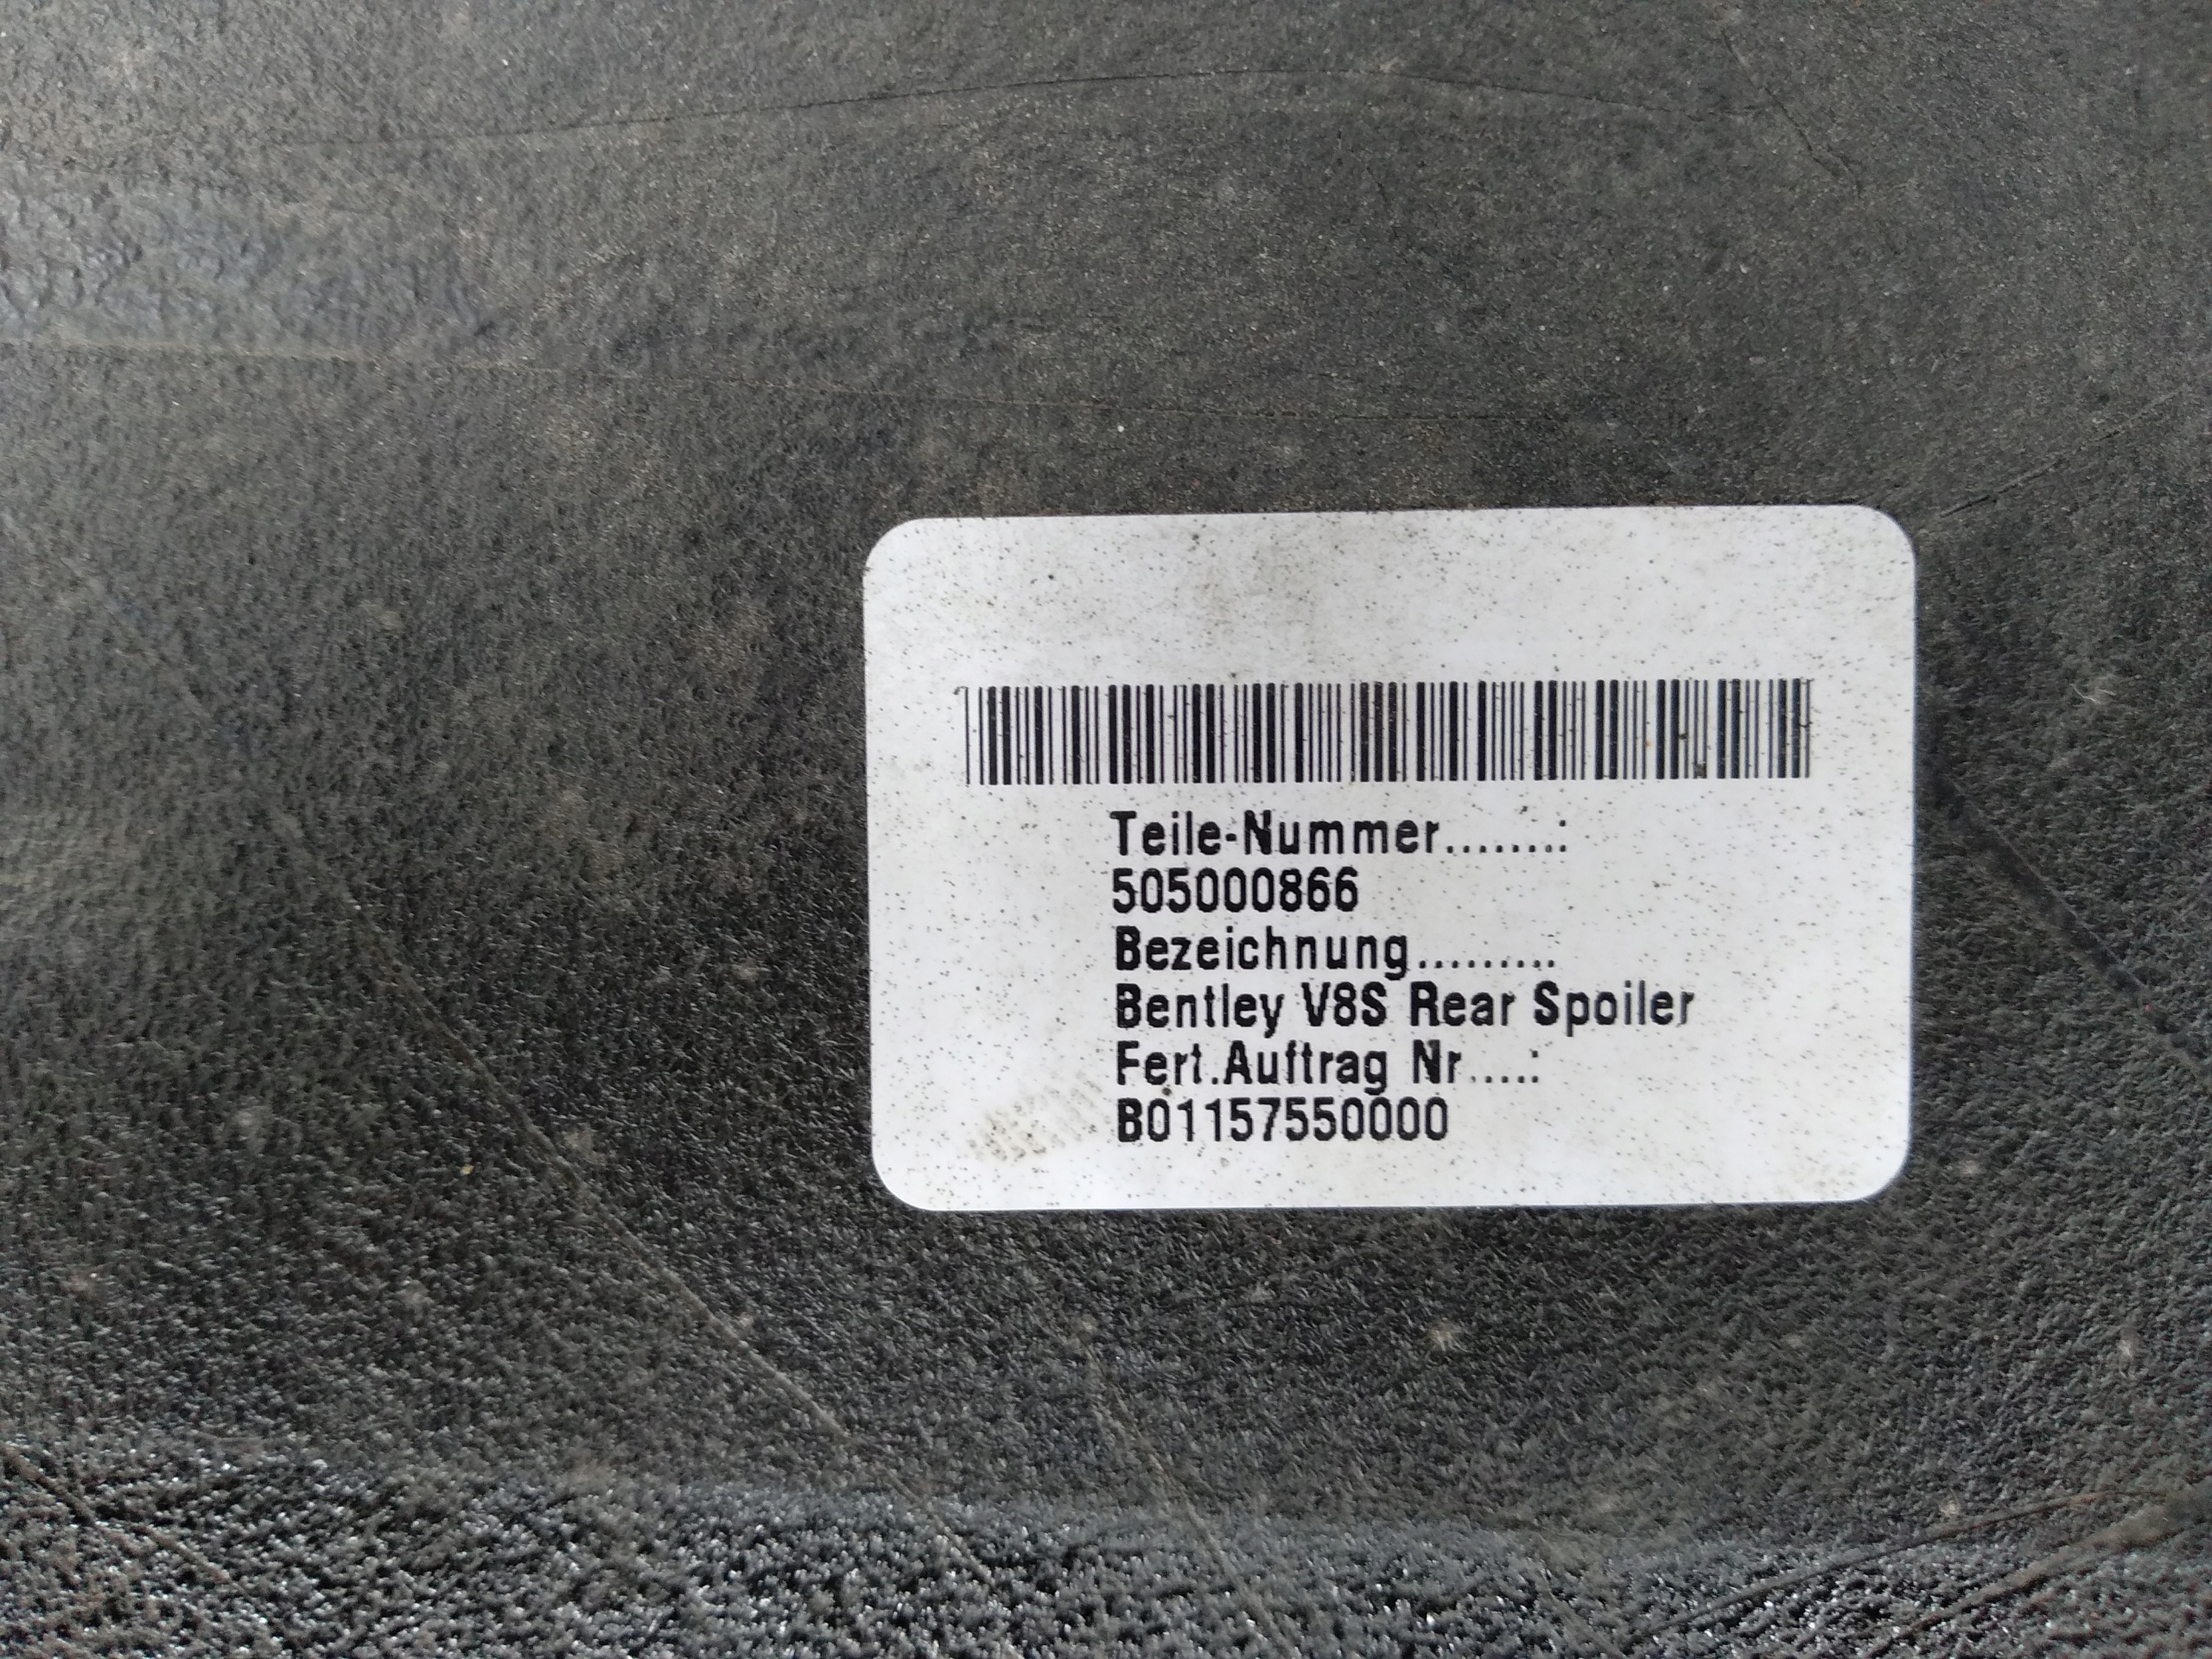 Teile-Nummer........:
505000866
Bezeichnung.........
Bentley V8S Rear Spoiler
Fert.Auftrag Nr.....:
B01157550000